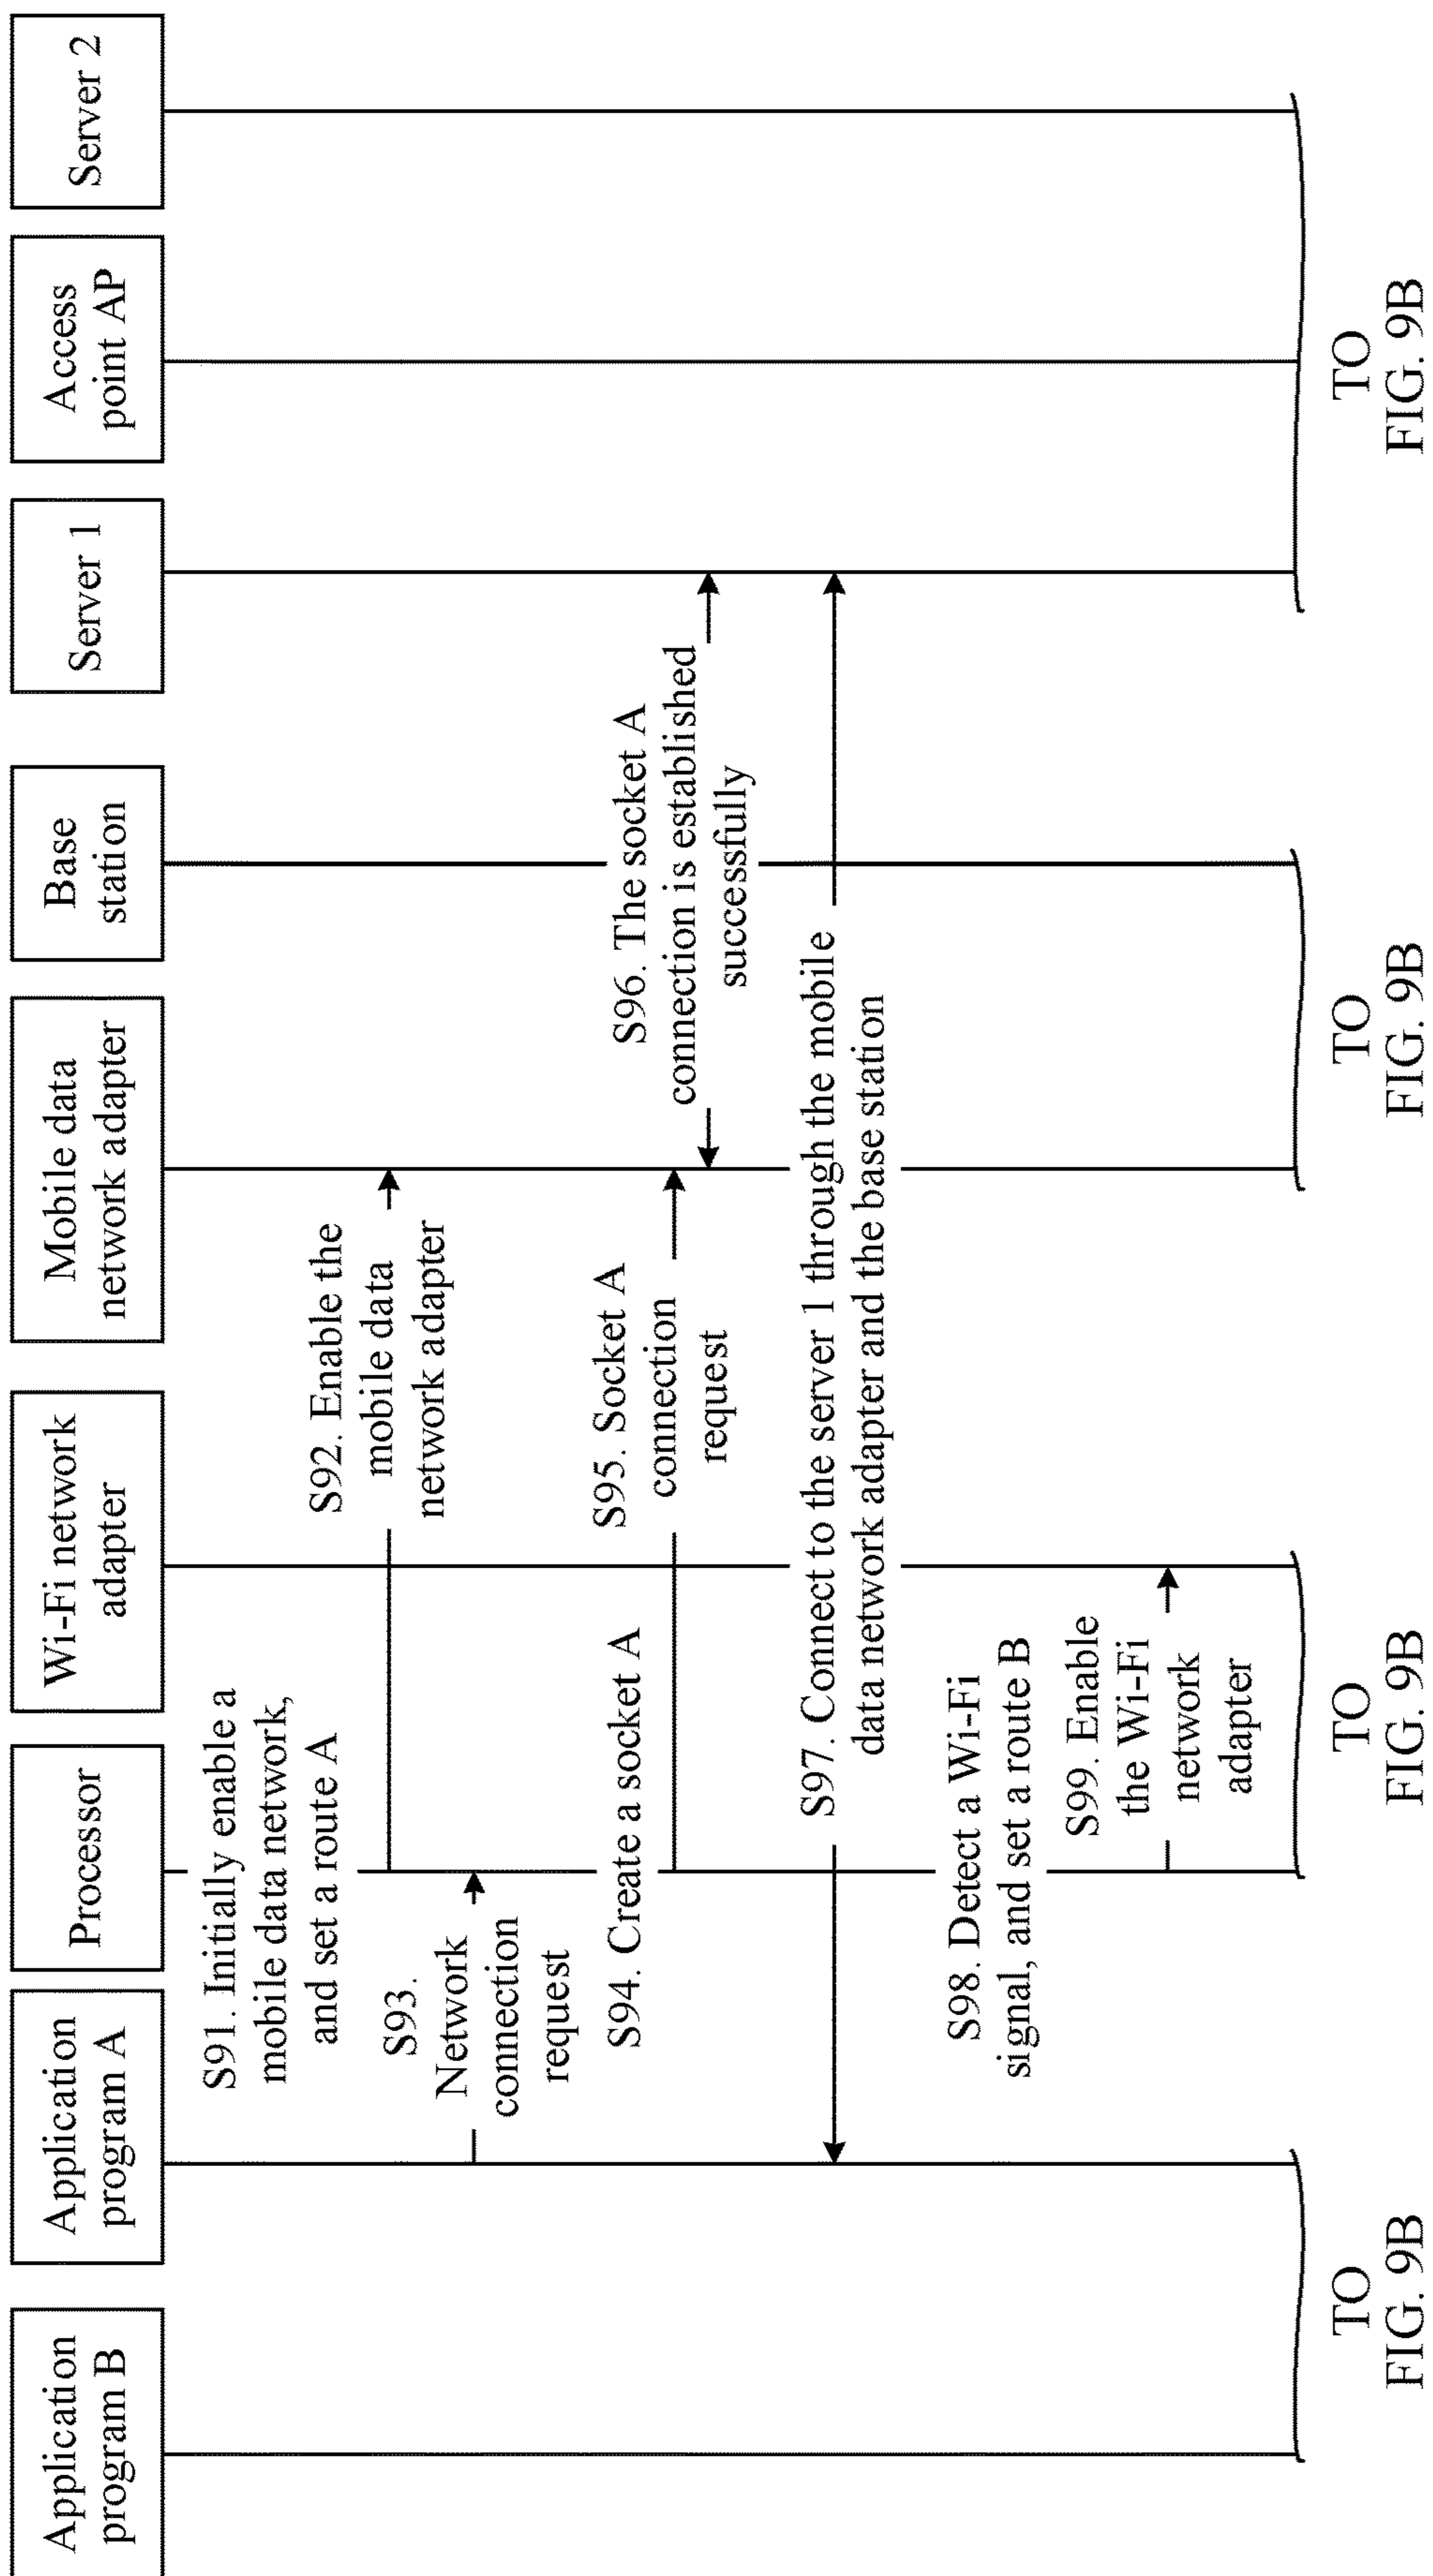 Application
program B
Application
program A
Processor
Wi-Fi network
adapter
Mobile data
network adapter
Base
station
Server 1
Access
point AP
Server 2
S91. Initially enable a
mobile data network,
and set a route A
S92. Enable the
mobile data
network adapter
S93.
Network
connection
request
S94. Create a socket A
S95. Socket A
connection
request
S96. The socket A
connection is established
successfully
S97. Connect to the server 1 through the mobile
data network adapter and the base station
S98. Detect a Wi-Fi
signal, and set a route B
S99. Enable
the Wi-Fi
network
adapter
TO
FIG. 9B
TO
FIG. 9B
TO
FIG. 9B
TO
FIG. 9B